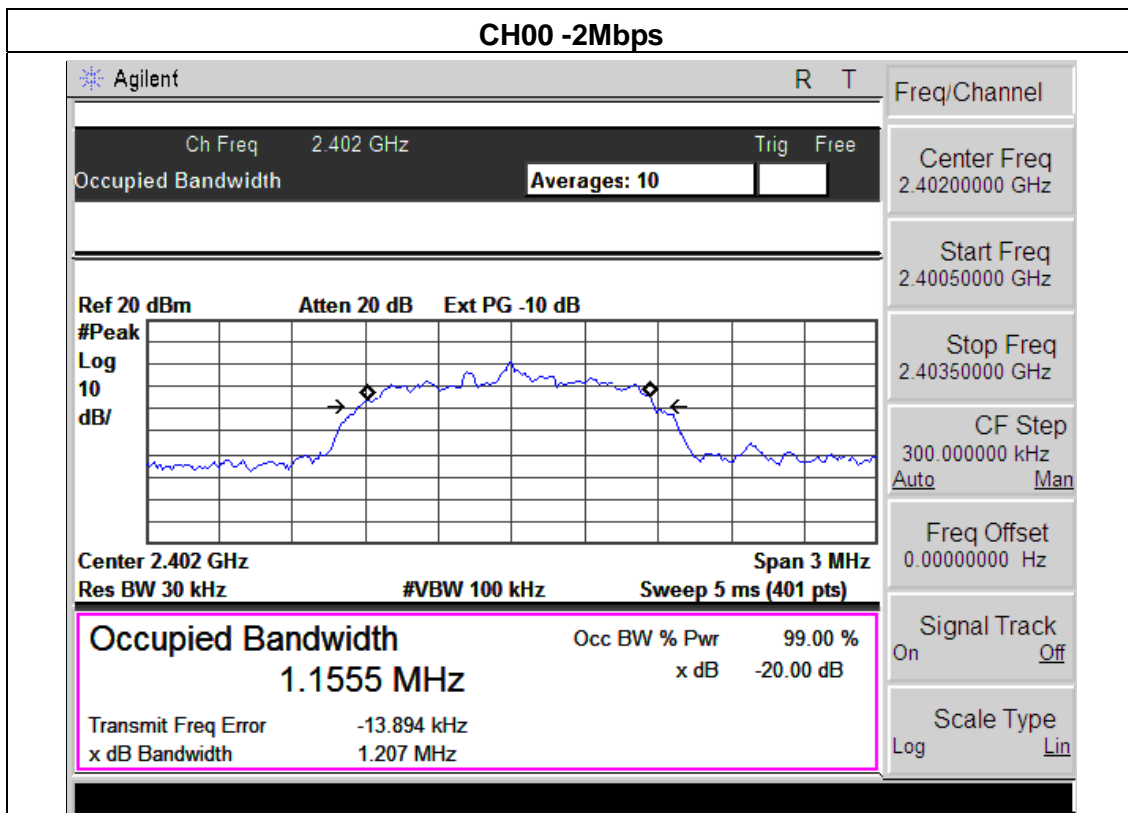 CH00 -2Mbps
Agilent R T
Ch Freq 2.402 GHz Trig Free
Occupied Bandwidth Averages: 10
Ref 20 dBm Atten 20 dB Ext PG -10 dB
#Peak
Log
10
dB/
Center 2.402 GHz Span 3 MHz
Res BW 30 kHz #VBW 100 kHz Sweep 5 ms (401 pts)
Occupied Bandwidth Occ BW % Pwr 99.00 %
1.1555 MHz x dB -20.00 dB
Transmit Freq Error -13.894 kHz
x dB Bandwidth 1.207 MHz
Freq/Channel
Center Freq
2.40200000 GHz
Start Freq
2.40050000 GHz
Stop Freq
2.40350000 GHz
CF Step
300.000000 kHz
Auto Man
Freq Offset
0.00000000 Hz
Signal Track
On Off
Scale Type
Log Lin